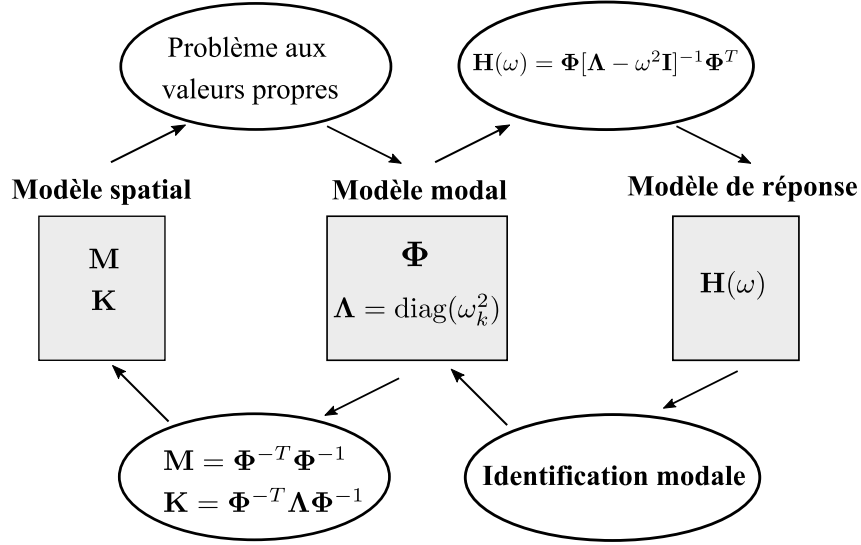 Problème aux
valeurs propres
H(ω) = Φ[Λ − ω²I]⁻¹Φᵀ
Modèle spatial
Modèle modal
Modèle de réponse
M
K
Φ
Λ = diag(ω²ₖ)
H(ω)
M = Φ⁻ᵀΦ⁻¹
K = Φ⁻ᵀΛΦ⁻¹
Identification modale